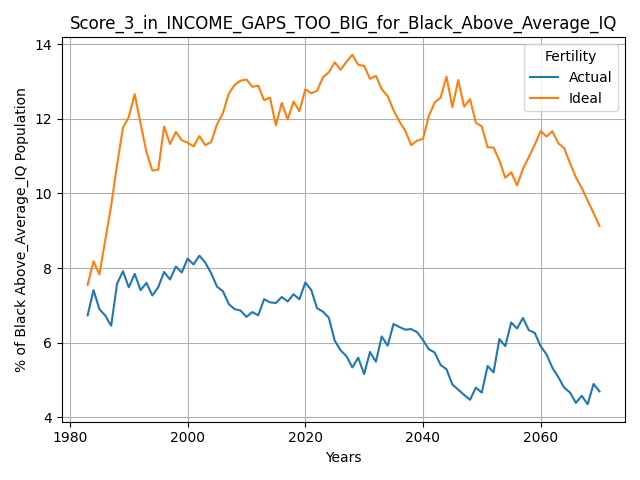 Score_3_in_INCOME_GAPS_TOO_BIG_for_Black_Above_Average_IQ
Fertility
Actual
Ideal
% of Black Above_Average_IQ Population
14
12
10
8
6
4
1980
2000
2020
2040
2060
Years